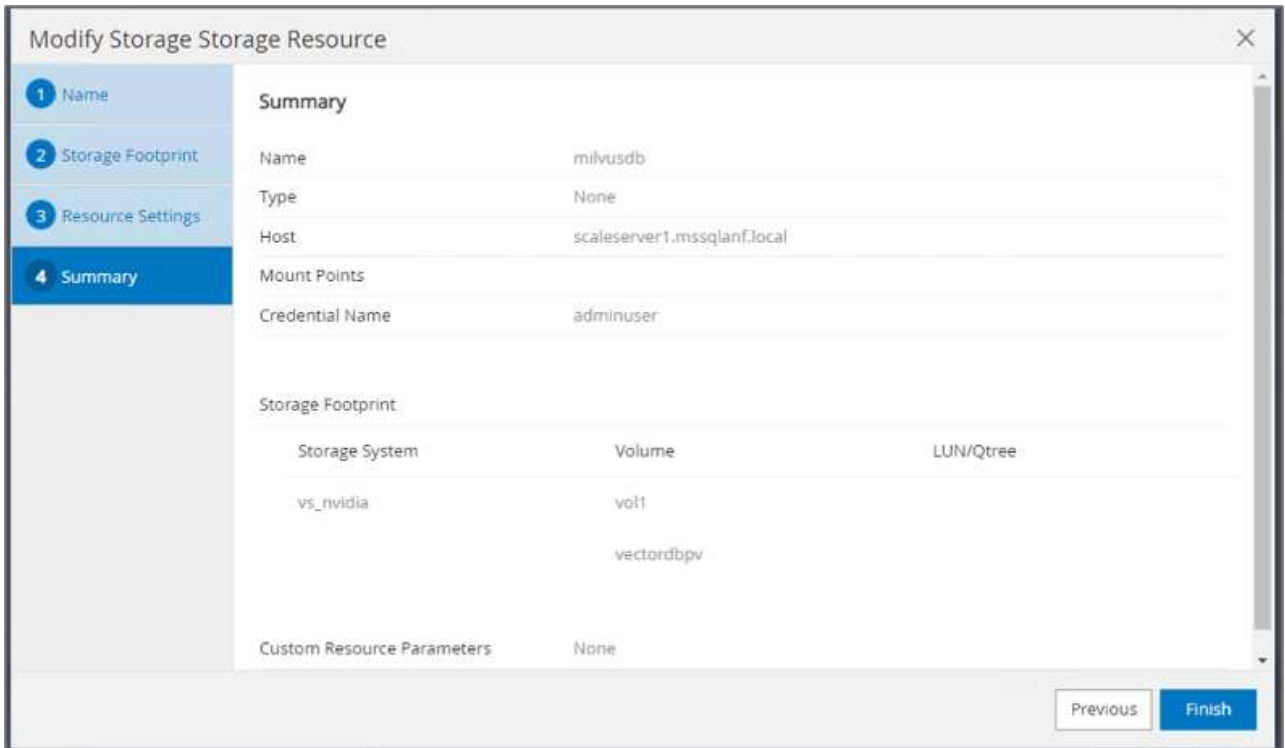 Modify Storage Storage Resource
1 Name
2 Storage Footprint
3 Resource Settings
4 Summary
Summary
Name milvusdb
Type None
Host scaleserver1.mssqlanf.local
Mount Points
Credential Name adminuser
Storage Footprint
Storage System Volume LUN/Qtree
vs_nvidia vol1
vectordbpv
Custom Resource Parameters None
Previous Finish